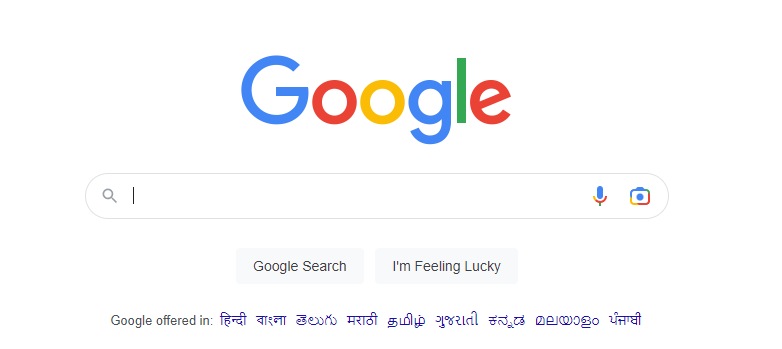 Google
Google Search I'm Feeling Lucky
Google offered in: हिन्दी বাংলা తెలుగు मराठी தமிழ் ગુજરાતી ಕನ್ನಡ മലയാളം ਪੰਜਾਬੀ